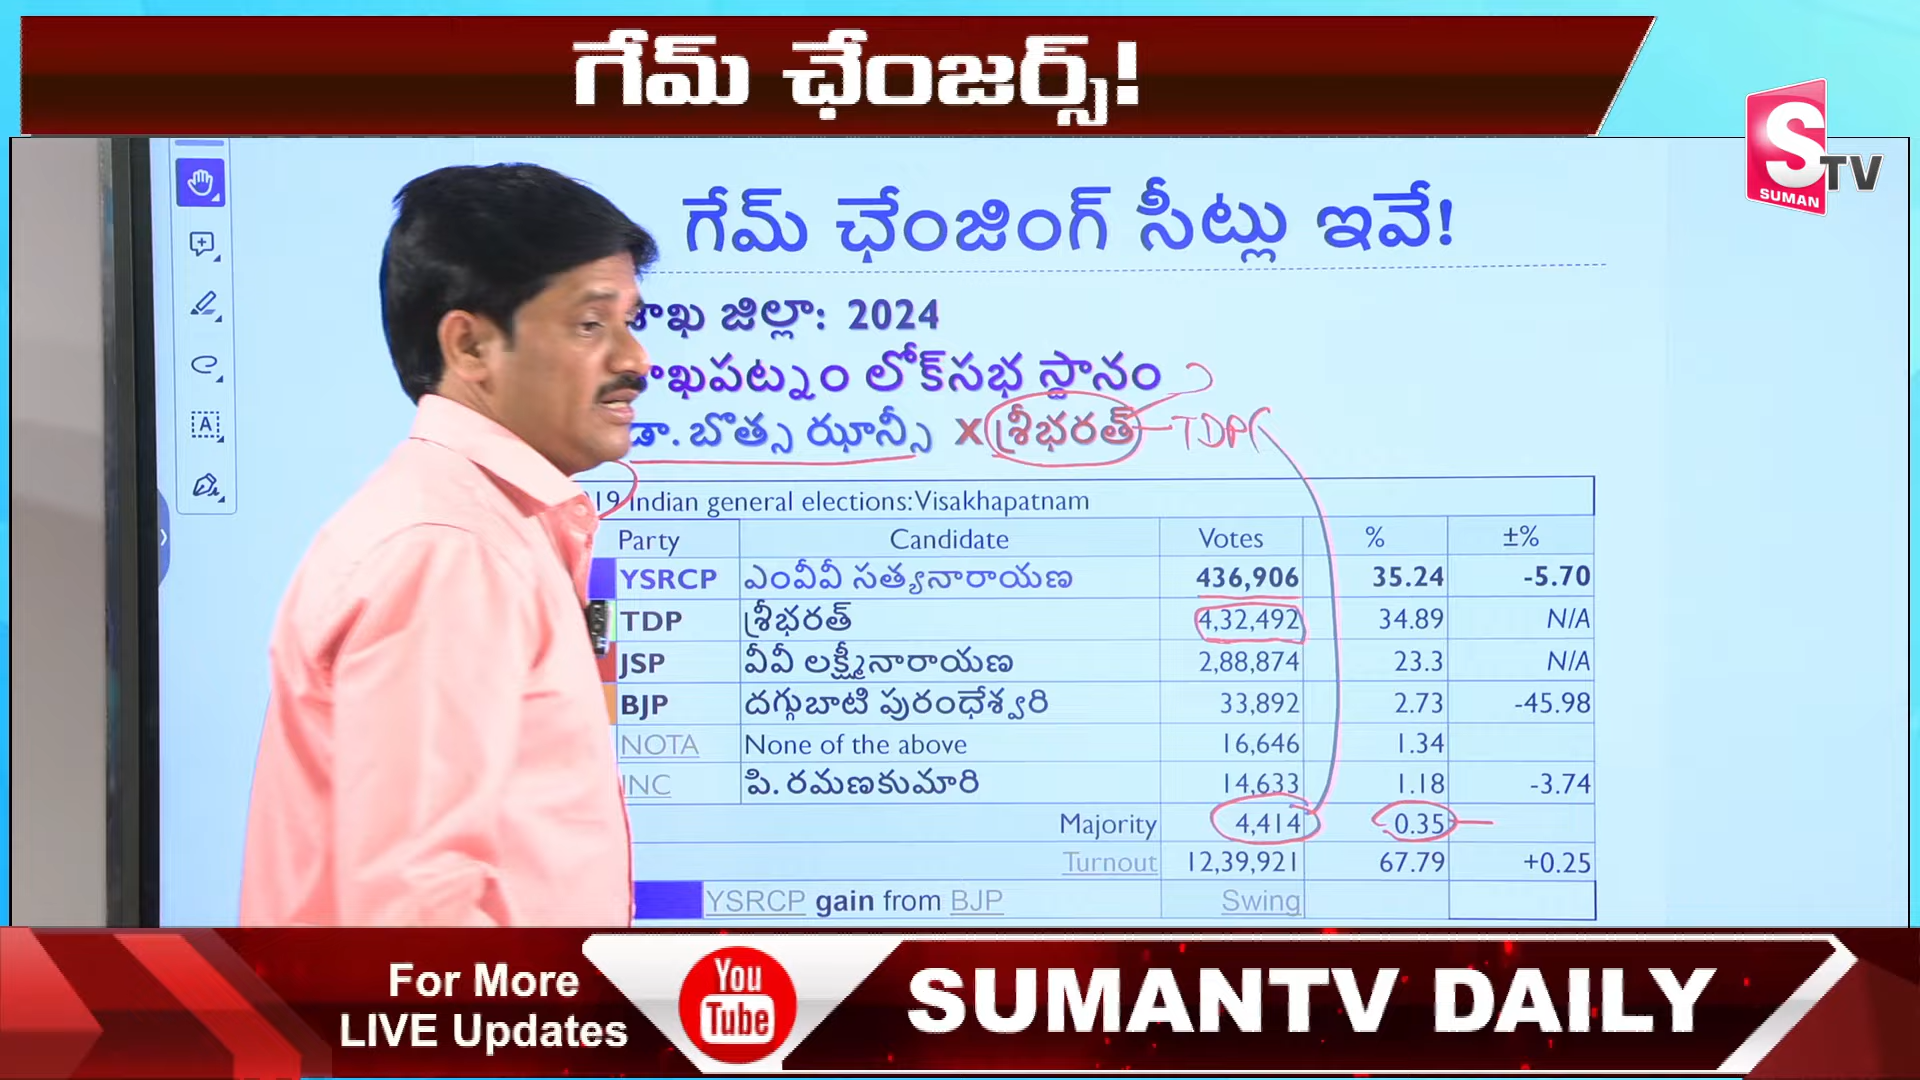 గేమ్ ఛేంజర్స్!
S TV
SUMAN
గేమ్ ఛేంజింగ్ సీట్లు ఇవే!
శాఖ జిల్లా: 2024
శాఖపట్నం లోక్‌సభ స్థానం
డా. బొత్స ఝాన్సీ X శ్రీభరత్ TDP
19 Indian general elections: Visakhapatnam
Party Candidate Votes % ±%
YSRCP ఎంవీవీ సత్యనారాయణ 436,906 35.24 -5.70
TDP శ్రీభరత్ 4,32,492 34.89 N/A
JSP వీవీ లక్ష్మీనారాయణ 2,88,874 23.3 N/A
BJP దగ్గుబాటి పురంధేశ్వరి 33,892 2.73 -45.98
NOTA None of the above 16,646 1.34
INC పి. రమణకుమారి 14,633 1.18 -3.74
Majority 4,414 0.35
Turnout 12,39,921 67.79 +0.25
YSRCP gain from BJP Swing
For More
LIVE Updates
You
Tube
SUMANTV DAILY